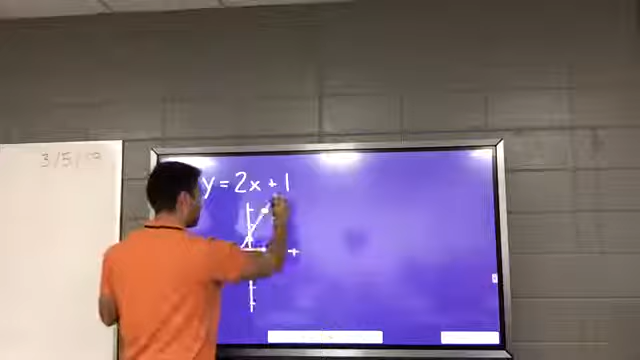 3/5/19
y = 2x + 1